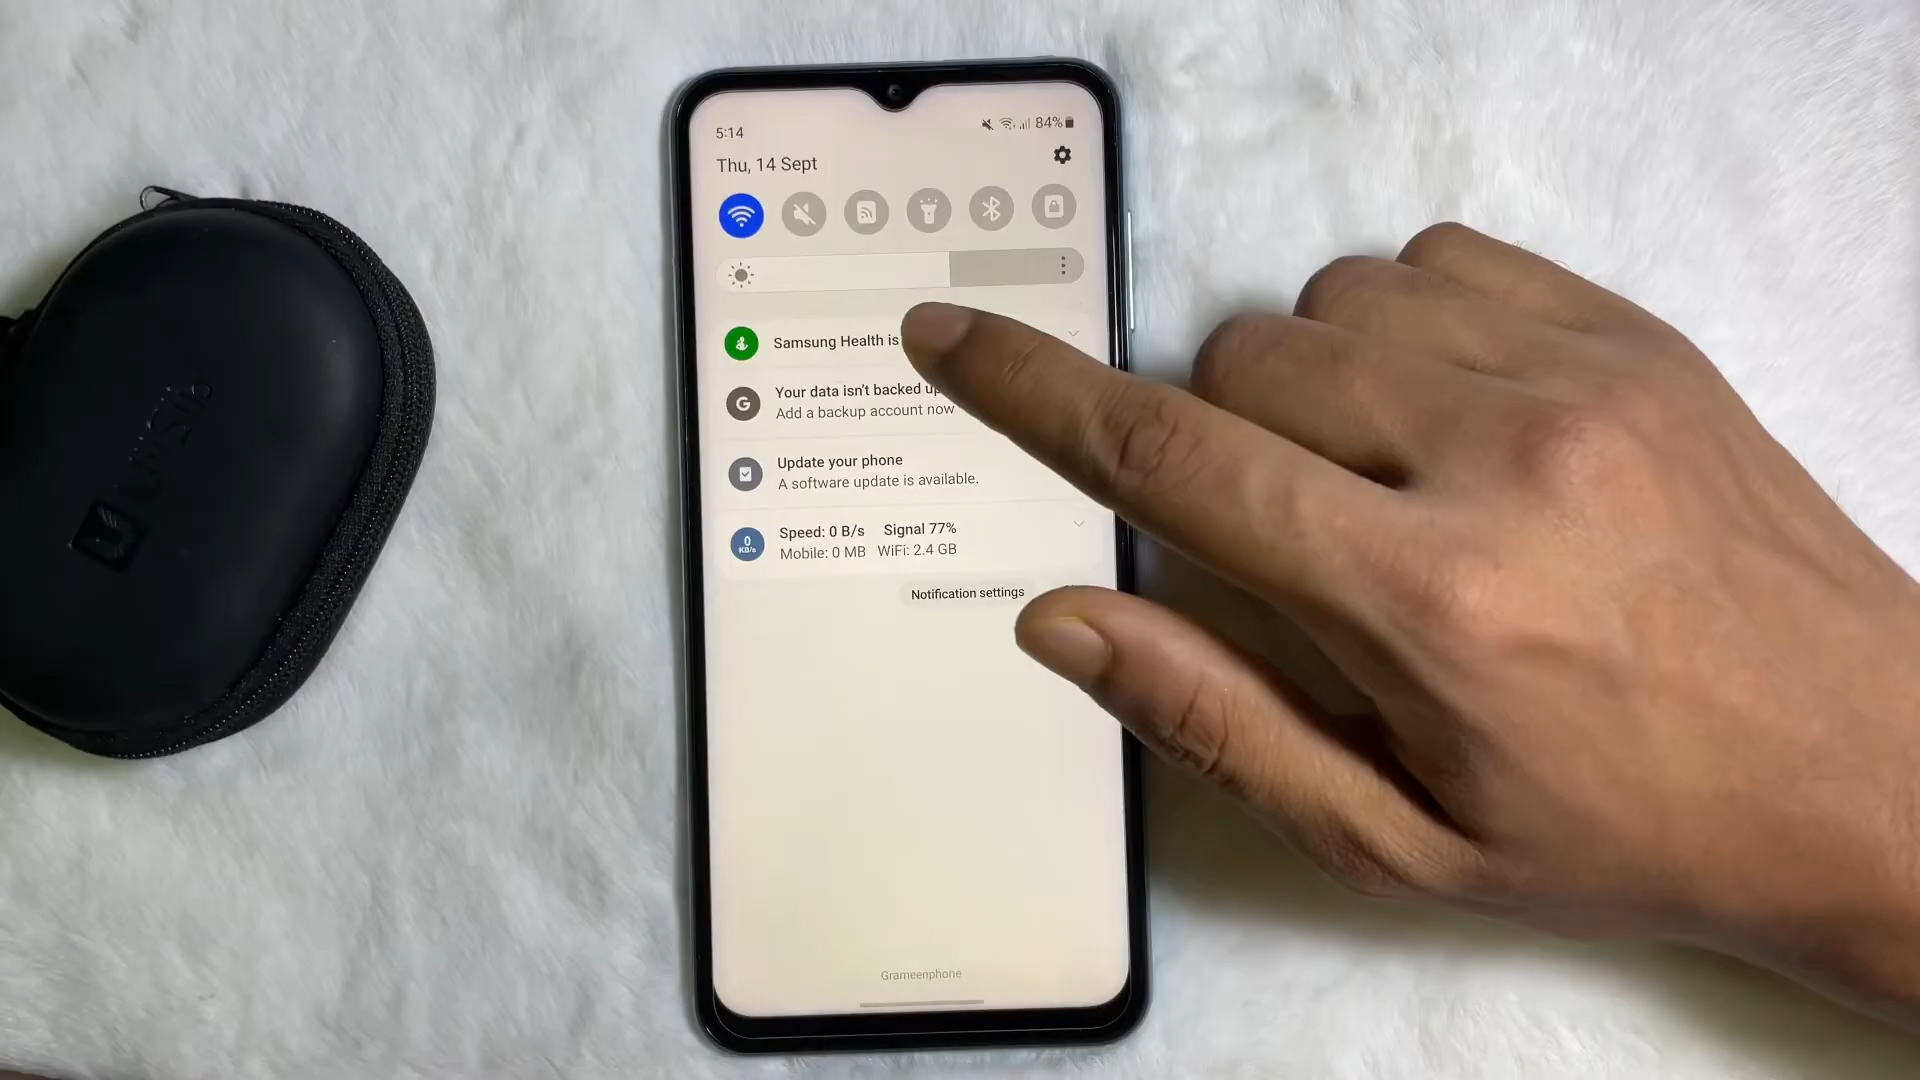 5:14
84%
Thu, 14 Sept
Samsung Health is
Your data isn't backed up
Add a backup account now
Update your phone
A software update is available.
0
KB/s
Speed: 0 B/s Signal 77%
Mobile: 0 MB WiFi: 2.4 GB
Notification settings
Grameenphone